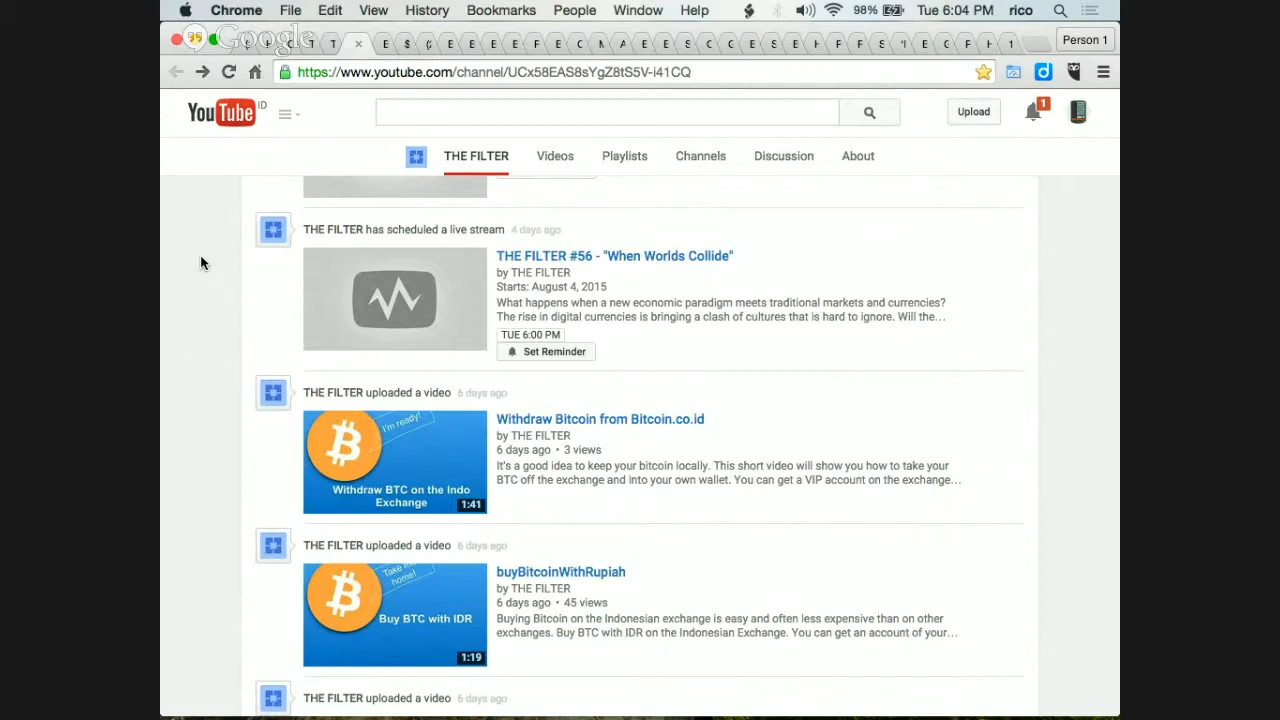 Chrome File Edit View History Bookmarks People Window Help 98% Tue 6:04 PM rico
Google
T T E $ E E E E F E C M A E E S C C E S E H F F S E C F H 1 Person 1
https://www.youtube.com/channel/UCx58EAS8sYgZ8tS5V-i41CQ
YouTube ID
Upload
1
THE FILTER Videos Playlists Channels Discussion About
THE FILTER has scheduled a live stream 4 days ago
THE FILTER #56 - "When Worlds Collide"
by THE FILTER
Starts: August 4, 2015
What happens when a new economic paradigm meets traditional markets and currencies?
The rise in digital currencies is bringing a clash of cultures that is hard to ignore. Will the…
TUE 6:00 PM
Set Reminder
THE FILTER uploaded a video 6 days ago
I'm ready!
Withdraw BTC on the Indo
Exchange
1:41
Withdraw Bitcoin from Bitcoin.co.id
by THE FILTER
6 days ago • 3 views
It's a good idea to keep your bitcoin locally. This short video will show you how to take your
BTC off the exchange and into your own wallet. You can get a VIP account on the exchange…
THE FILTER uploaded a video 6 days ago
home!
Buy BTC with IDR
1:19
buyBitcoinWithRupiah
by THE FILTER
6 days ago • 45 views
Buying Bitcoin on the Indonesian exchange is easy and often less expensive than on other
exchanges. Buy BTC with IDR on the Indonesian Exchange. You can get an account of your…
THE FILTER uploaded a video 6 days ago